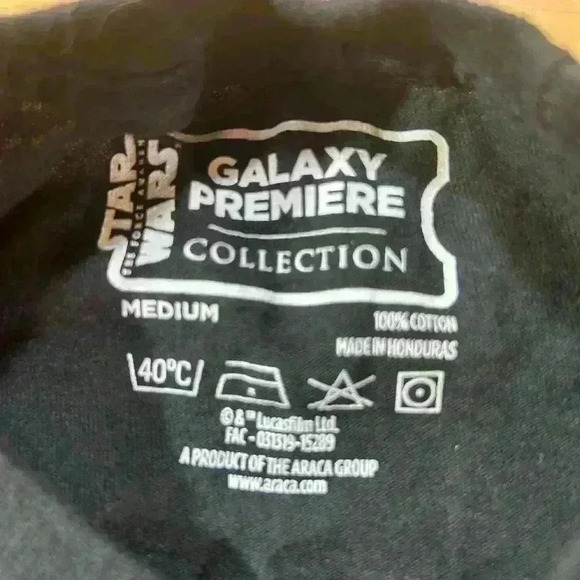 STAR
THE FORCE AWAKENS
WARS
GALAXY
PREMIERE
COLLECTION
MEDIUM
100% COTTON
MADE IN HONDURAS
40°C
© & ™ Lucasfilm Ltd.
FAC - 031319-15289
A PRODUCT OF THE ARACA GROUP
www.araca.com